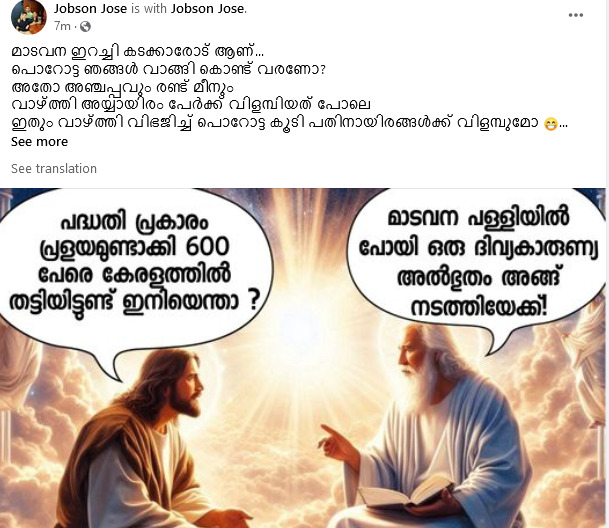 Jobson Jose is with Jobson Jose.
7m ·
മാടവന ഇറച്ചി കടക്കാരോട് ആണ്...
പൊറോട്ട ഞങ്ങൾ വാങ്ങി കൊണ്ട് വരണോ?
അതോ അഞ്ചപ്പവും രണ്ട് മീനും
വാഴ്ത്തി അയ്യായിരം പേർക്ക് വിളമ്പിയത് പോലെ
ഇതും വാഴ്ത്തി വിഭജിച്ച് പൊറോട്ട കൂടി പതിനായിരങ്ങൾക്ക് വിളമ്പുമോ 😁...
See more
See translation
പദ്ധതി പ്രകാരം
പ്രളയമുണ്ടാക്കി 600
പേരെ കേരളത്തിൽ
തട്ടിയിട്ടുണ്ട് ഇനിയെന്താ ?
മാടവന പള്ളിയിൽ
പോയി ഒരു ദിവ്യകാരുണ്യ
അൽഭുതം അങ്ങ്
നടത്തിയേക്ക്!